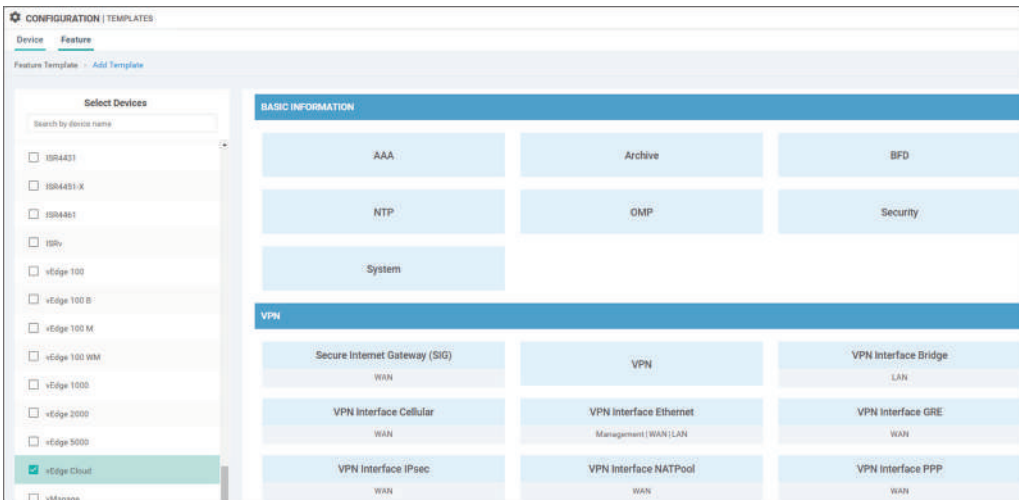 CONFIGURATION | TEMPLATES
Device Feature
Feature Template > Add Template
Select Devices
Search by device name
ISR4431
ISR4451-X
ISR4461
ISRv
vEdge 100
vEdge 100 B
vEdge 100 M
vEdge 100 WM
vEdge 1000
vEdge 2000
vEdge 5000
vEdge Cloud
vManage
BASIC INFORMATION
AAA Archive BFD
NTP OMP Security
System
VPN
Secure Internet Gateway (SIG) VPN VPN Interface Bridge
WAN LAN
VPN Interface Cellular VPN Interface Ethernet VPN Interface GRE
WAN Management | WAN | LAN WAN
VPN Interface IPsec VPN Interface NATPool VPN Interface PPP
WAN WAN WAN